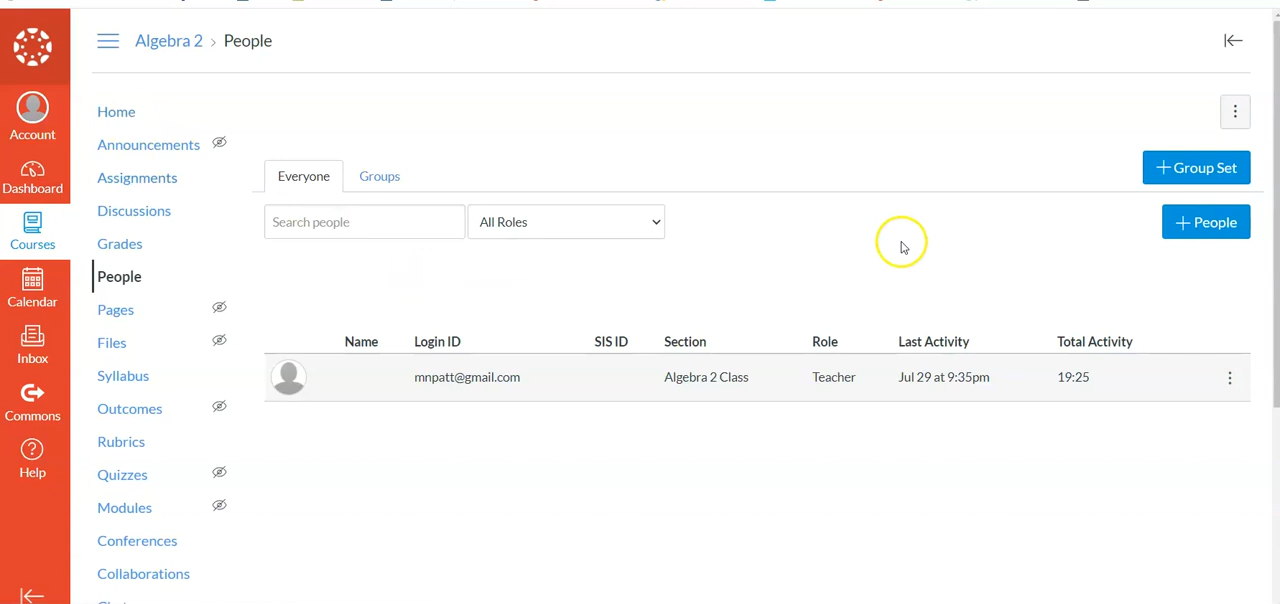 Algebra 2 › People
Account
Dashboard
Courses
Calendar
Inbox
Commons
Help
Home
Announcements
Assignments
Discussions
Grades
People
Pages
Files
Syllabus
Outcomes
Rubrics
Quizzes
Modules
Conferences
Collaborations
Everyone Groups
+ Group Set
Search people All Roles
+ People
Name Login ID SIS ID Section Role Last Activity Total Activity
mnpatt@gmail.com Algebra 2 Class Teacher Jul 29 at 9:35pm 19:25